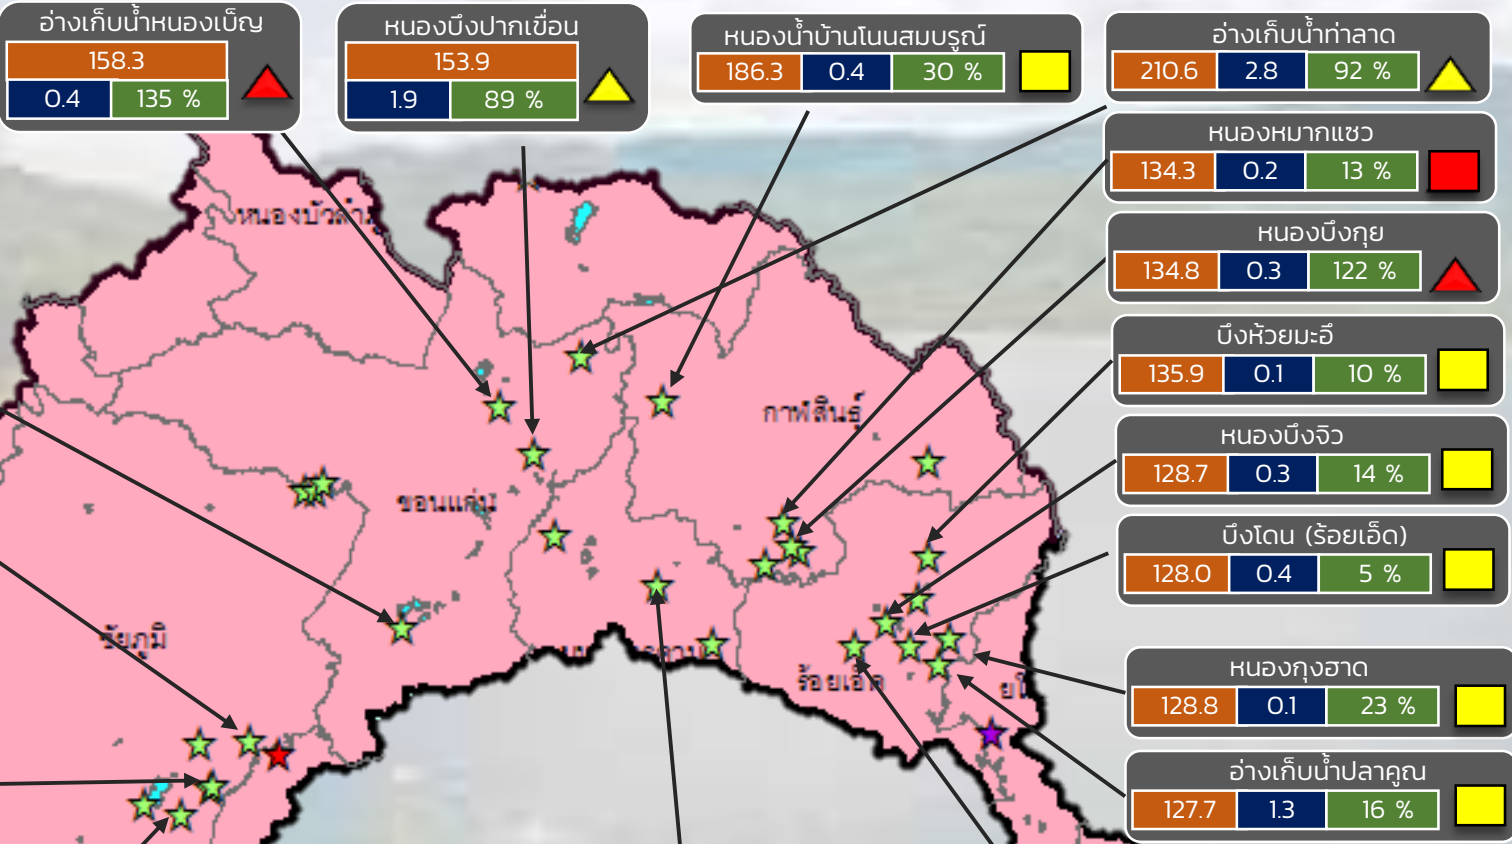 อ่างเก็บน้ำหนองเบ็ญ
158.3
0.4 135 %
หนองบึงปากเขื่อน
153.9
1.9 89 %
หนองน้ำบ้านโนนสมบรูณ์
186.3 0.4 30 %
อ่างเก็บน้ำท่าลาด
210.6 2.8 92 %
หนองหมากแซว
134.3 0.2 13 %
หนองบึงกุย
134.8 0.3 122 %
บึงห้วยมะอึ
135.9 0.1 10 %
หนองบึงจิว
128.7 0.3 14 %
บึงโดน (ร้อยเอ็ด)
128.0 0.4 5 %
หนองกุงฮาด
128.8 0.1 23 %
อ่างเก็บน้ำปลาคูณ
127.7 1.3 16 %
หนองบัวลำภู
กาฬสินธุ์
ขอนแก่น
ชัยภูมิ
ร้อยเอ็ด